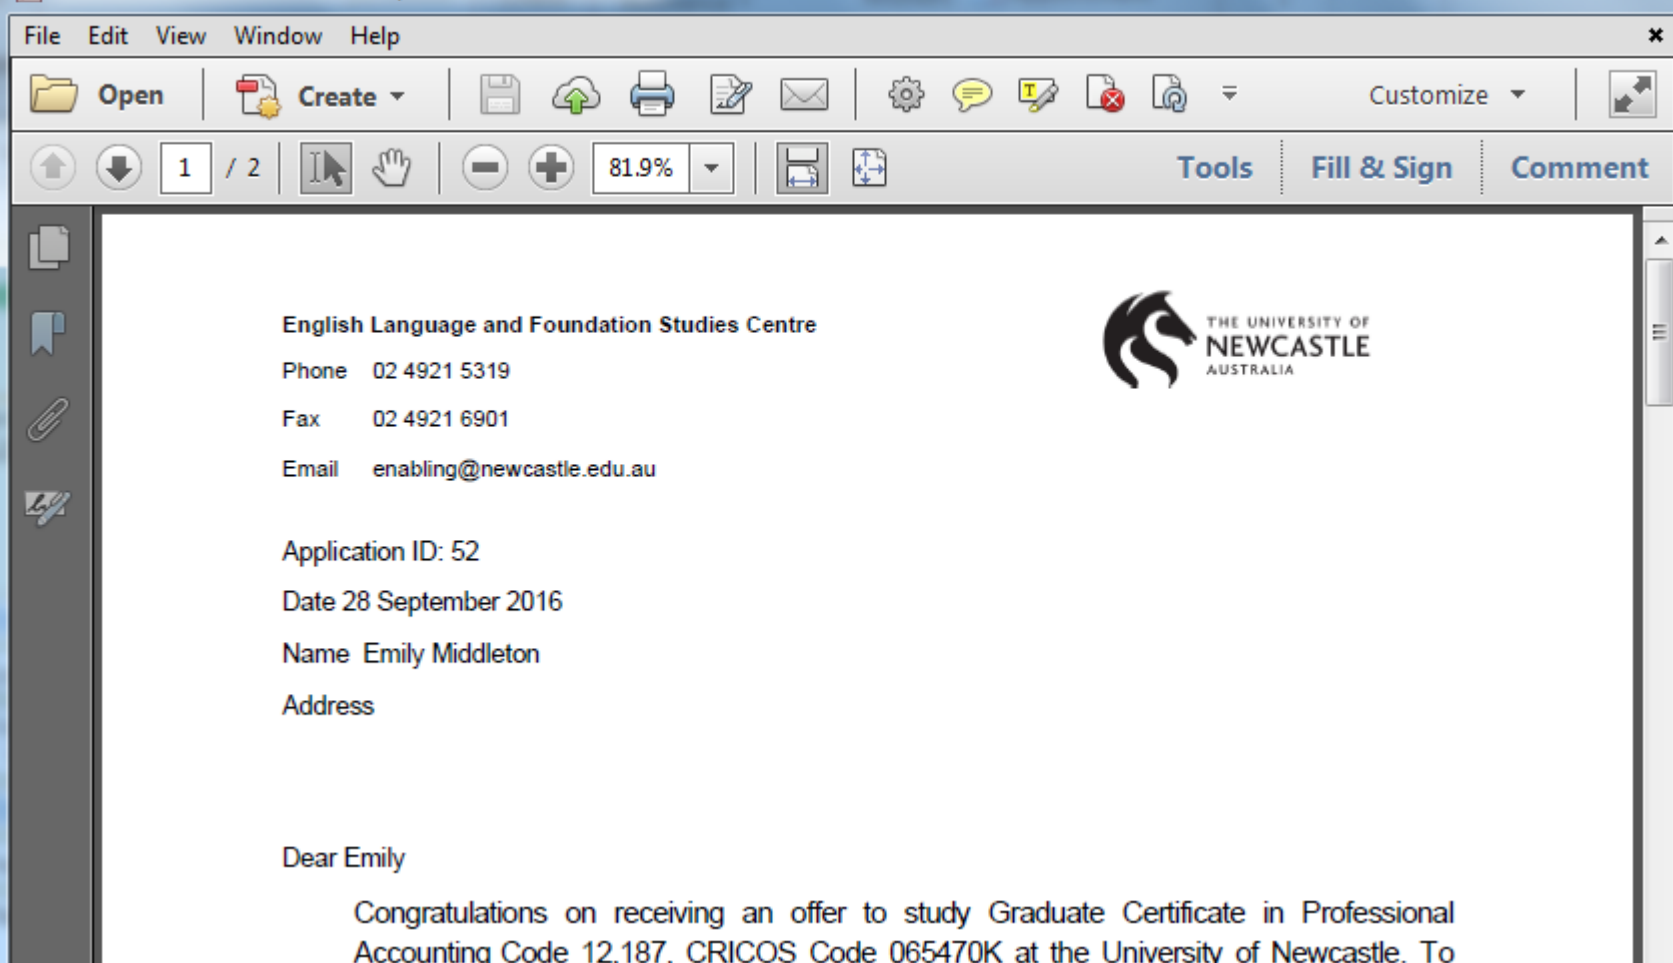 File Edit View Window Help
Open Create Customize
1 / 2 81.9% Tools Fill & Sign Comment
English Language and Foundation Studies Centre
THE UNIVERSITY OF
NEWCASTLE
AUSTRALIA
Phone 02 4921 5319
Fax 02 4921 6901
Email enabling@newcastle.edu.au
Application ID: 52
Date 28 September 2016
Name Emily Middleton
Address
Dear Emily
Congratulations on receiving an offer to study Graduate Certificate in Professional
Accounting Code 12.187, CRICOS Code 065470K at the University of Newcastle. To